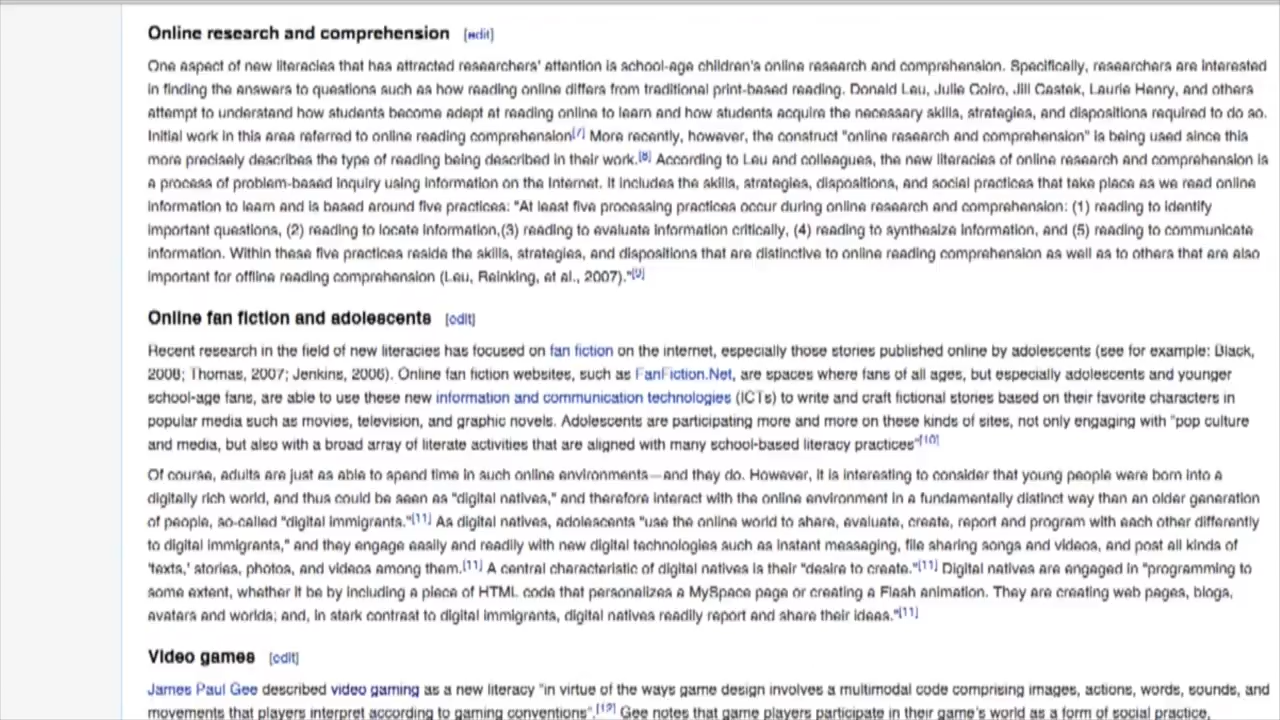 Online research and comprehension [edit]
One aspect of new literacies that has attracted researchers' attention is school-age children's online research and comprehension. Specifically, researchers are interested
in finding the answers to questions such as how reading online differs from traditional print-based reading. Donald Leu, Julie Coiro, Jill Castek, Laurie Henry, and others
attempt to understand how students become adept at reading online to learn and how students acquire the necessary skills, strategies, and dispositions required to do so.
Initial work in this area referred to online reading comprehension[7] More recently, however, the construct "online research and comprehension" is being used since this
more precisely describes the type of reading being described in their work.[8] According to Leu and colleagues, the new literacies of online research and comprehension is
a process of problem-based inquiry using information on the Internet. It includes the skills, strategies, dispositions, and social practices that take place as we read online
information to learn and is based around five practices: "At least five processing practices occur during online research and comprehension: (1) reading to identify
important questions, (2) reading to locate information,(3) reading to evaluate information critically, (4) reading to synthesize information, and (5) reading to communicate
information. Within these five practices reside the skills, strategies, and dispositions that are distinctive to online reading comprehension as well as to others that are also
important for offline reading comprehension (Leu, Reinking, et al., 2007)."[9]
Online fan fiction and adolescents [edit]
Recent research in the field of new literacies has focused on fan fiction on the internet, especially those stories published online by adolescents (see for example: Black,
2008; Thomas, 2007; Jenkins, 2006). Online fan fiction websites, such as FanFiction.Net, are spaces where fans of all ages, but especially adolescents and younger
school-age fans, are able to use these new information and communication technologies (ICTs) to write and craft fictional stories based on their favorite characters in
popular media such as movies, television, and graphic novels. Adolescents are participating more and more on these kinds of sites, not only engaging with "pop culture
and media, but also with a broad array of literate activities that are aligned with many school-based literacy practices"[10]
Of course, adults are just as able to spend time in such online environments—and they do. However, it is interesting to consider that young people were born into a
digitally rich world, and thus could be seen as "digital natives," and therefore interact with the online environment in a fundamentally distinct way than an older generation
of people, so-called "digital immigrants."[11] As digital natives, adolescents "use the online world to share, evaluate, create, report and program with each other differently
to digital immigrants," and they engage easily and readily with new digital technologies such as instant messaging, file sharing songs and videos, and post all kinds of
'texts,' stories, photos, and videos among them.[11] A central characteristic of digital natives is their "desire to create."[11] Digital natives are engaged in "programming to
some extent, whether it be by including a piece of HTML code that personalizes a MySpace page or creating a Flash animation. They are creating web pages, blogs,
avatars and worlds; and, in stark contrast to digital immigrants, digital natives readily report and share their ideas."[11]
Video games [edit]
James Paul Gee described video gaming as a new literacy "in virtue of the ways game design involves a multimodal code comprising images, actions, words, sounds, and
movements that players interpret according to gaming conventions".[12] Gee notes that game players participate in their game's world as a form of social practice,